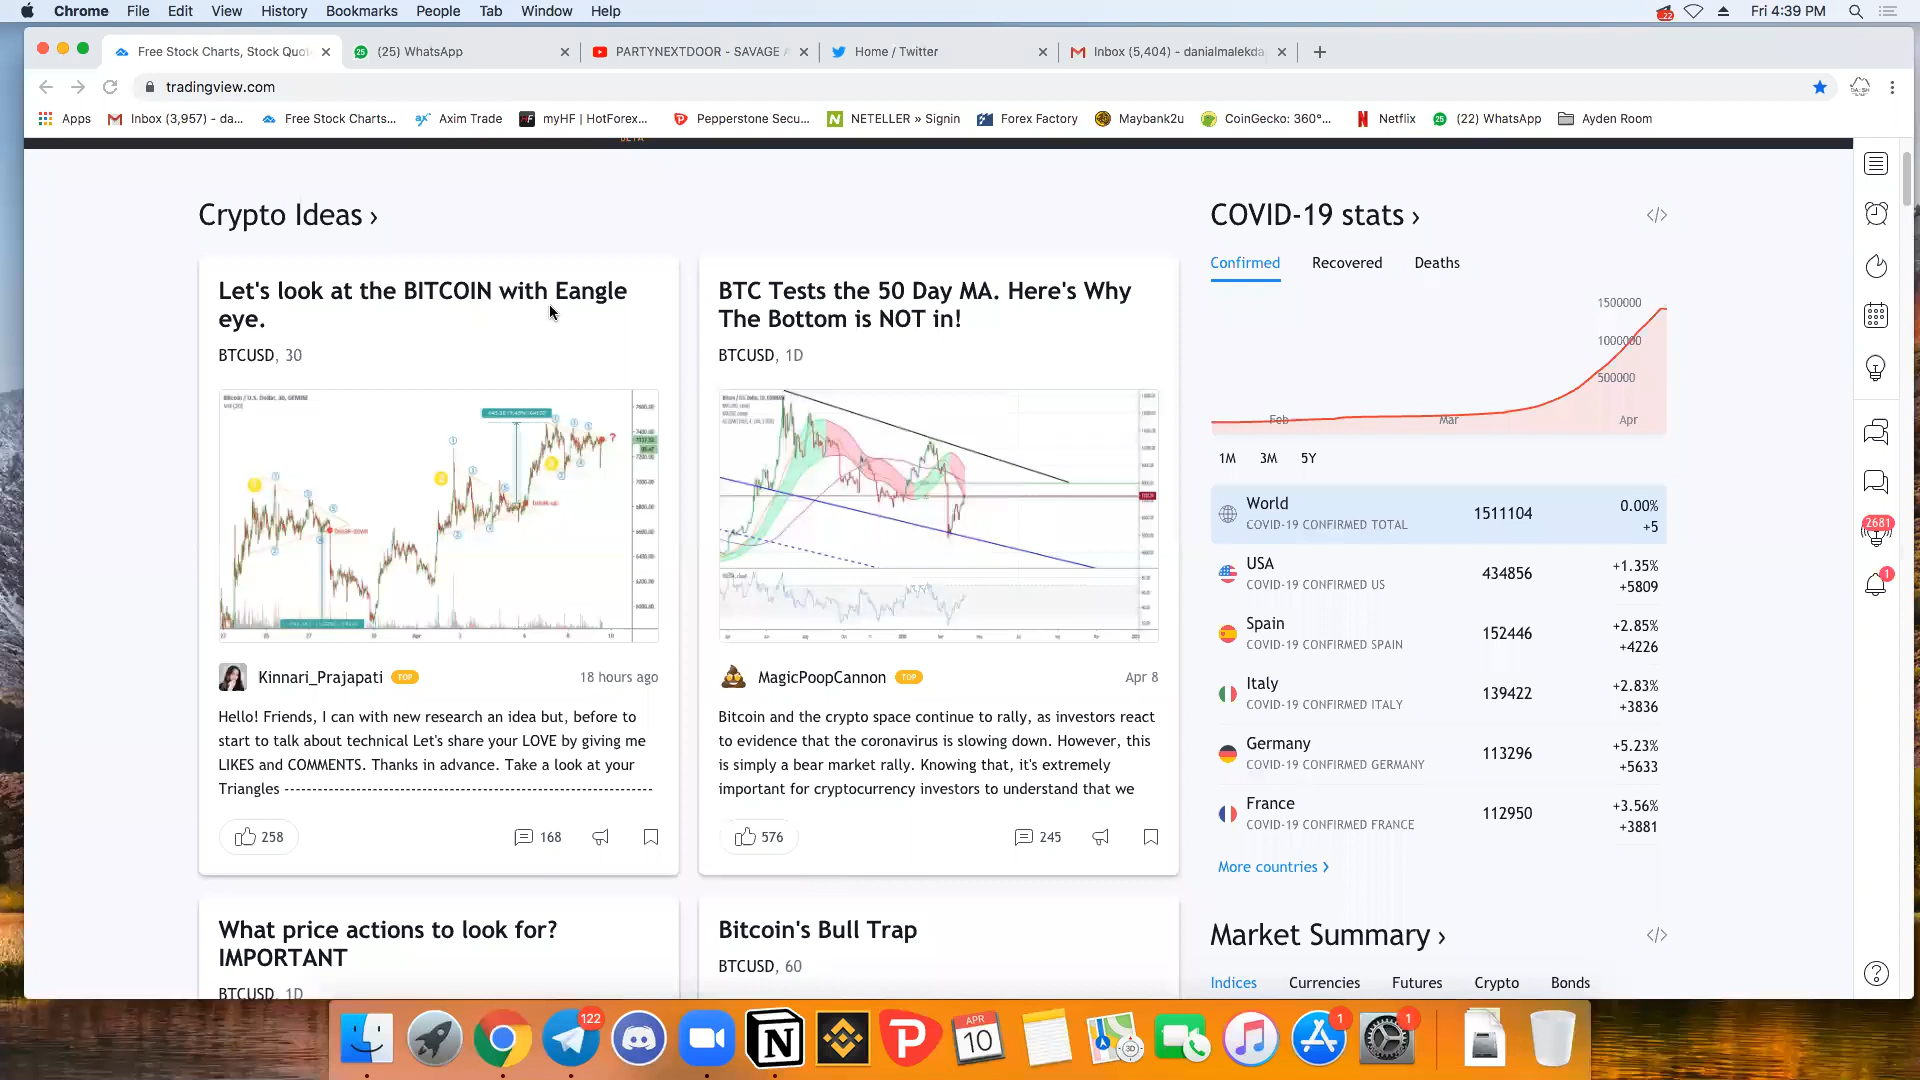 Chrome File Edit View History Bookmarks People Tab Window Help
22
Fri 4:39 PM
Free Stock Charts, Stock Quot
(25) WhatsApp
PARTYNEXTDOOR - SAVAGE
Home / Twitter
Inbox (5,404) - danialmalekda
tradingview.com
Apps
Inbox (3,957) - da...
Free Stock Charts...
Axim Trade
myHF | HotForex...
Pepperstone Secu...
NETELLER » Signin
Forex Factory
Maybank2u
CoinGecko: 360°...
Netflix
(22) WhatsApp
Ayden Room
BETA
Crypto Ideas ›
Let's look at the BITCOIN with Eangle
eye.
BTCUSD, 30
Kinnari_Prajapati TOP
18 hours ago
Hello! Friends, I can with new research an idea but, before to
start to talk about technical Let's share your LOVE by giving me
LIKES and COMMENTS. Thanks in advance. Take a look at your
Triangles ----------------------------------------------------
258
168
BTC Tests the 50 Day MA. Here's Why
The Bottom is NOT in!
BTCUSD, 1D
MagicPoopCannon TOP
Apr 8
Bitcoin and the crypto space continue to rally, as investors react
to evidence that the coronavirus is slowing down. However, this
is simply a bear market rally. Knowing that, it's extremely
important for cryptocurrency investors to understand that we
576
245
What price actions to look for?
IMPORTANT
BTCUSD, 1D
Bitcoin's Bull Trap
BTCUSD, 60
COVID-19 stats ›
Confirmed Recovered Deaths
1500000
1000000
500000
Feb Mar Apr
1M 3M 5Y
World 1511104 0.00%
COVID-19 CONFIRMED TOTAL +5
USA 434856 +1.35%
COVID-19 CONFIRMED US +5809
Spain 152446 +2.85%
COVID-19 CONFIRMED SPAIN +4226
Italy 139422 +2.83%
COVID-19 CONFIRMED ITALY +3836
Germany 113296 +5.23%
COVID-19 CONFIRMED GERMANY +5633
France 112950 +3.56%
COVID-19 CONFIRMED FRANCE +3881
More countries ›
Market Summary ›
Indices Currencies Futures Crypto Bonds
2681
1
122
APR
10
3D
1
1